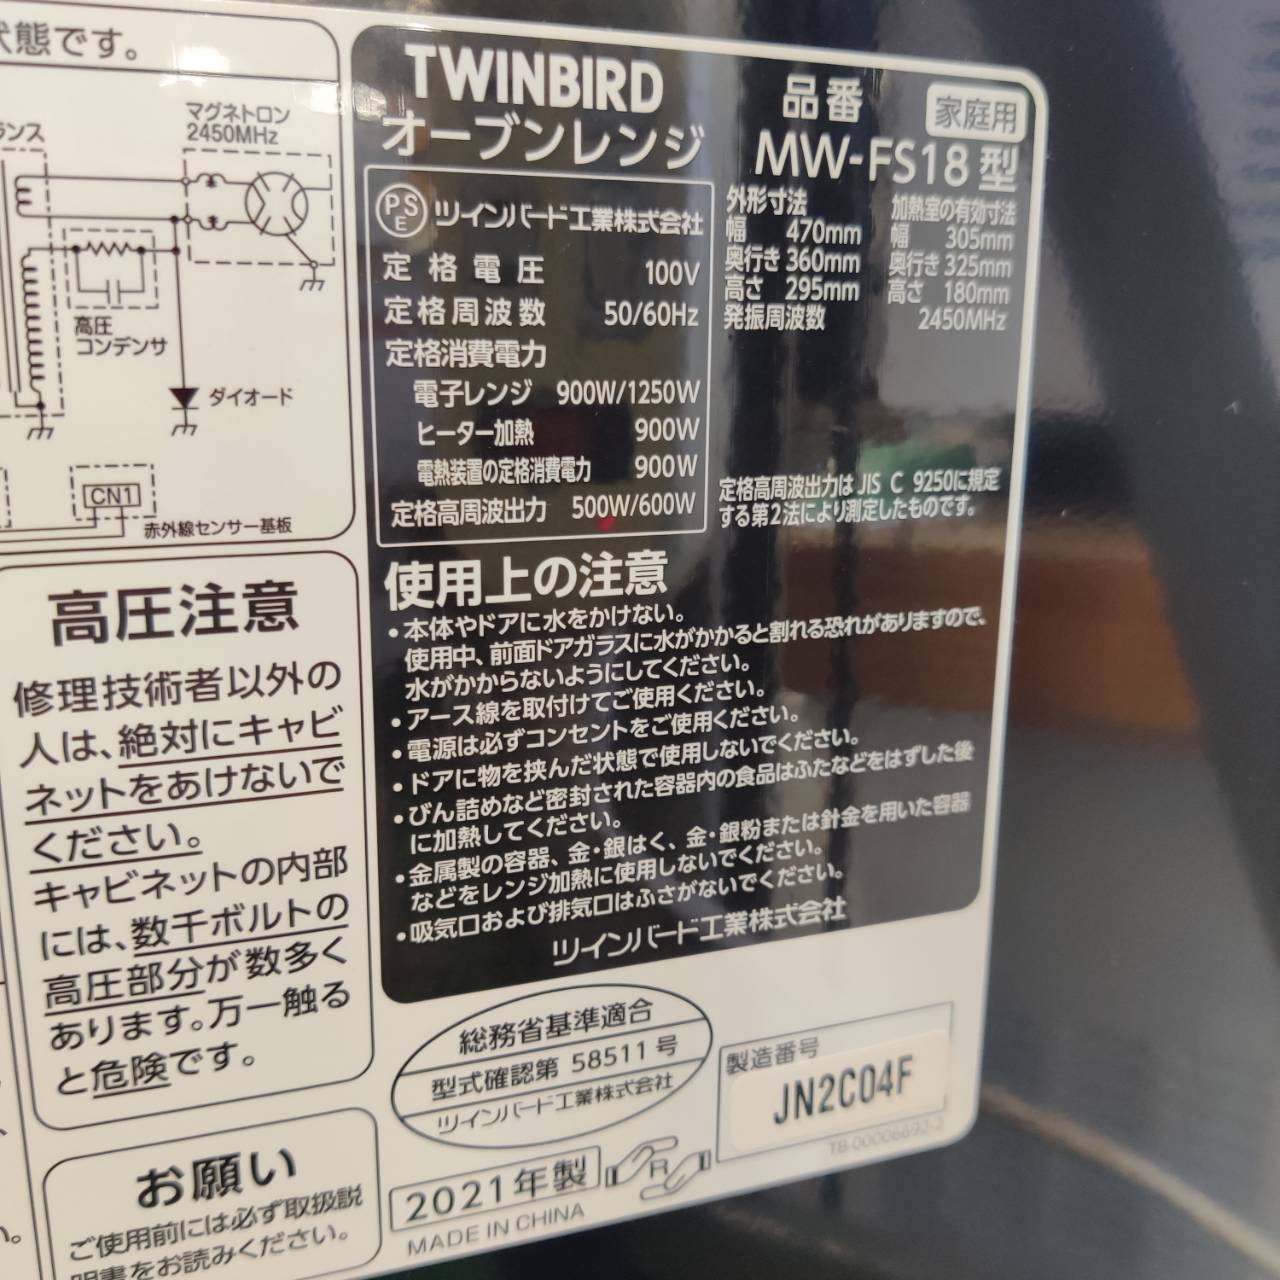 状態です。
ランス
マグネトロン
2450MHz
高圧
コンデンサ
ダイオード
CN1
赤外線センサー基板
高圧注意
修理技術者以外の
人は、絶対にキャビ
ネットをあけないで
ください。
キャビネットの内部
には、数千ボルトの
高圧部分が数多く
あります。万一触る
と危険です。
お願い
ご使用前には必ず取扱説
明書をお読みください。
TWINBIRD
オーブンレンジ
品番
家庭用
MW-FS18型
PSE ツインバード工業株式会社
定格電圧 100V
定格周波数 50/60Hz
定格消費電力
電子レンジ 900W/1250W
ヒーター加熱 900W
電熱装置の定格消費電力 900W
定格高周波出力 500W/600W
外形寸法
幅 470mm
奥行き 360mm
高さ 295mm
加熱室の有効寸法
幅 305mm
奥行き 325mm
高さ 180mm
発振周波数 2450MHz
定格高周波出力はJIS C 9250に規定
する第2法により測定したものです。
使用上の注意
・本体やドアに水をかけない。
使用中、前面ドアガラスに水がかかると割れる恐れがありますので、
水がかからないようにしてください。
・アース線を取付けてご使用ください。
・電源は必ずコンセントをご使用ください。
・ドアに物を挟んだ状態で使用しないでください。
・びん詰めなど密封された容器内の食品はふたなどをはずした後
に加熱してください。
・金属製の容器、金・銀はく、金・銀粉または針金を用いた容器
などをレンジ加熱に使用しないでください。
・吸気口および排気口はふさがないでください。
ツインバード工業株式会社
総務省基準適合
型式確認第 58511 号
ツインバード工業株式会社
製造番号
JN2C04F
TB-00006692-2
2021年製
R
MADE IN CHINA
い。